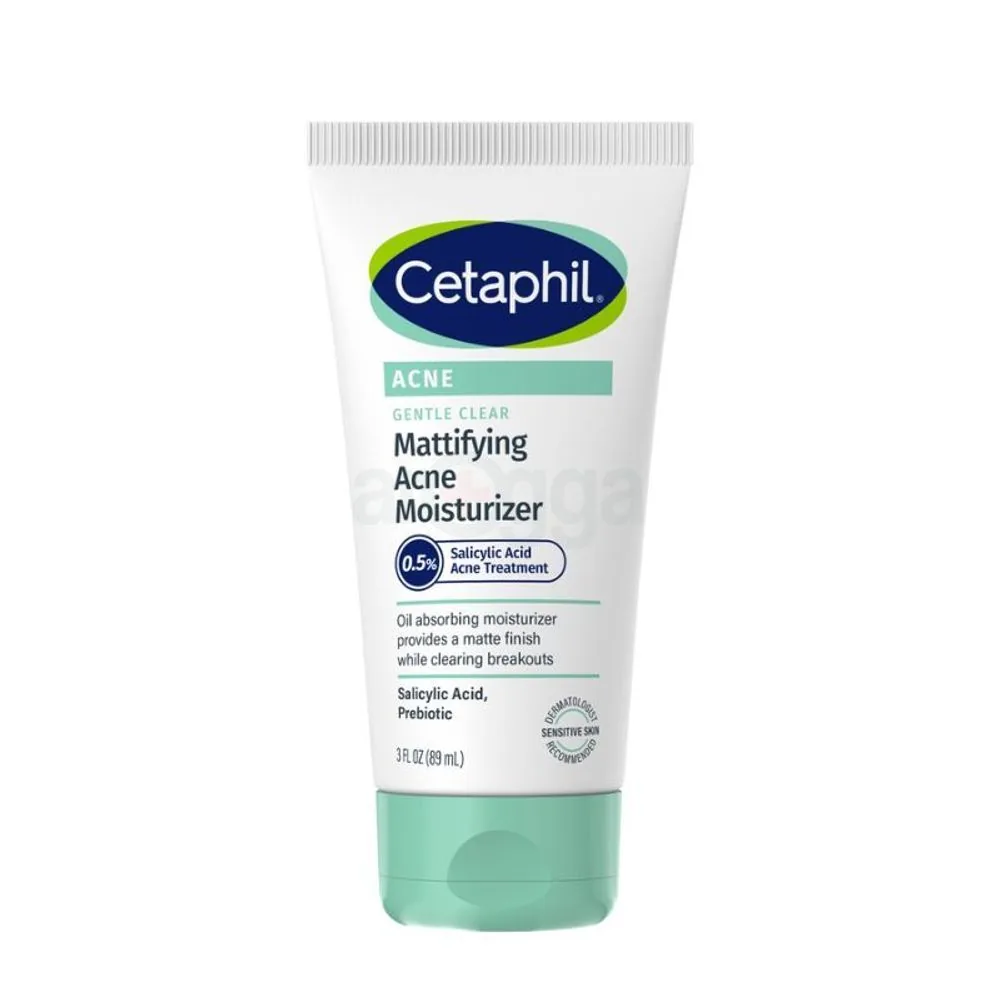 Cetaphil®
ACNE
GENTLE CLEAR
Mattifying
Acne
Moisturizer
0.5%
Salicylic Acid
Acne Treatment
Oil absorbing moisturizer
provides a matte finish
while clearing breakouts
Salicylic Acid,
Prebiotic
DERMATOLOGIST
SENSITIVE SKIN
RECOMMENDED
3 FL OZ (89 mL)